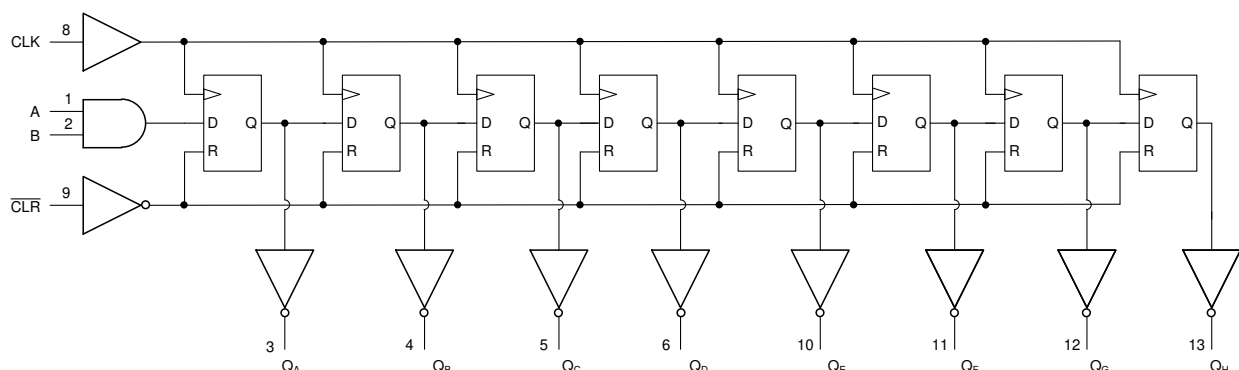 CLK 8
A 1
B 2
D Q D Q D Q D Q D Q D Q D Q D Q
R R R R R R R R
CLR 9
3 4 5 6 10 11 12 13
QA QB QC QD QE QF QG QH